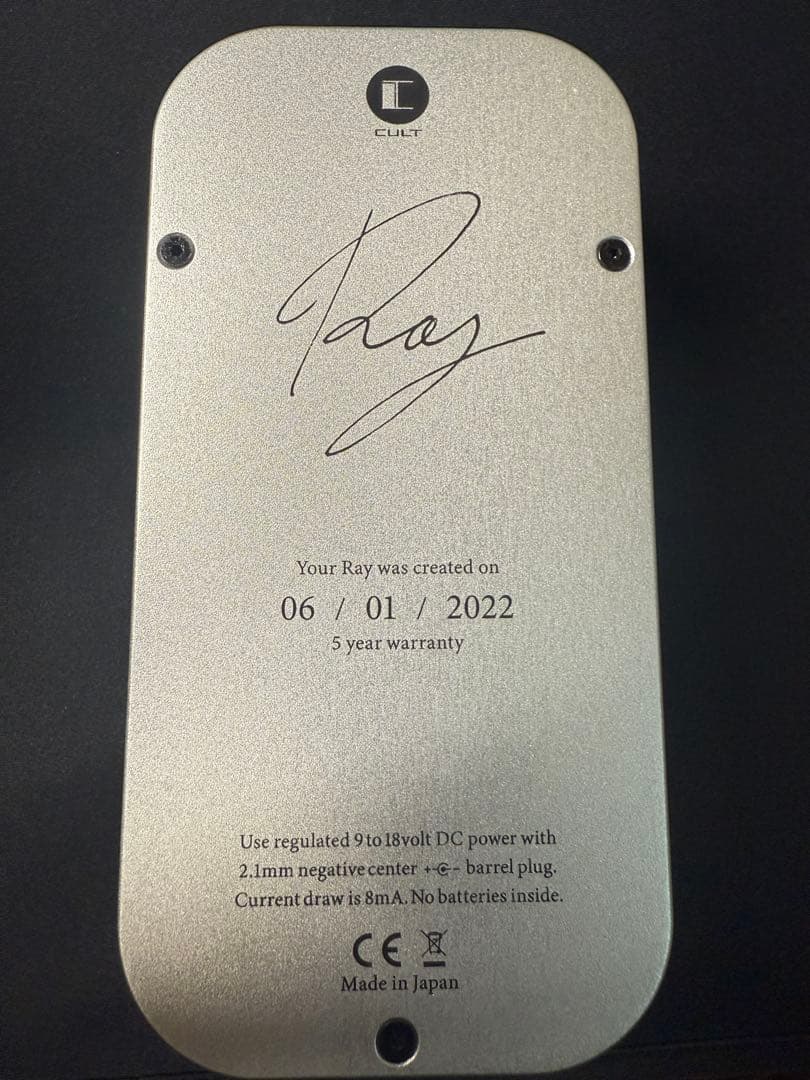 CULT
Ray
Your Ray was created on
06 / 01 / 2022
5 year warranty
Use regulated 9 to 18volt DC power with
2.1mm negative center barrel plug.
Current draw is 8mA. No batteries inside.
CE
Made in Japan